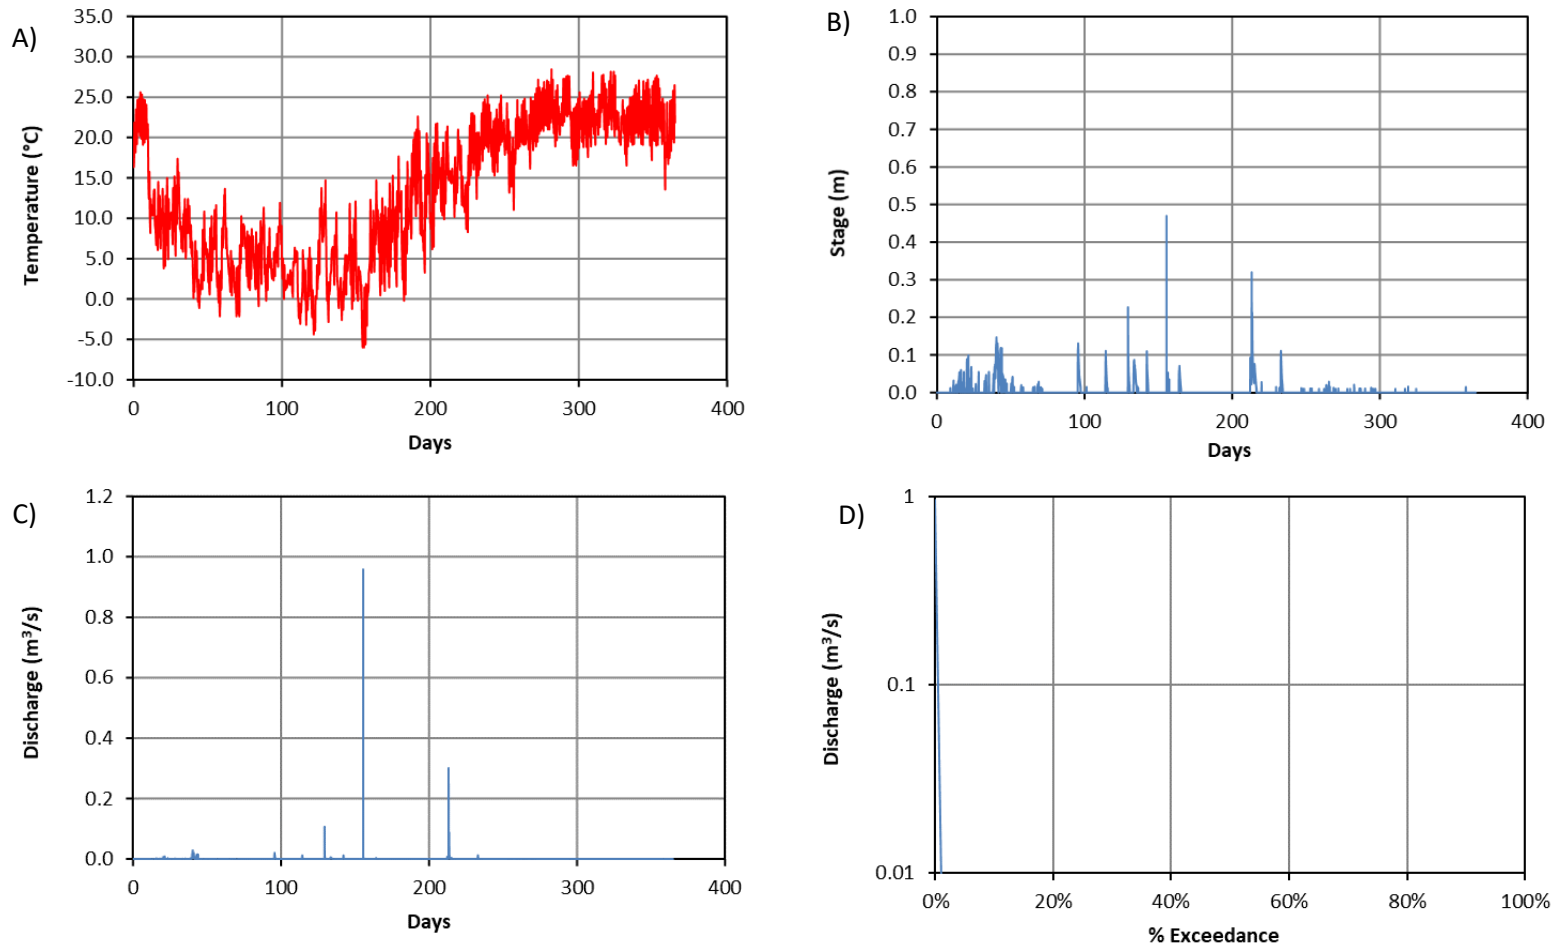 A)
35.0
30.0
25.0
20.0
15.0
10.0
5.0
0.0
-5.0
-10.0
Temperature (°C)
0 100 200 300 400
Days
B)
1.0
0.9
0.8
0.7
0.6
0.5
0.4
0.3
0.2
0.1
0.0
Stage (m)
0 100 200 300 400
Days
C)
1.2
1.0
0.8
0.6
0.4
0.2
0.0
Discharge (m³/s)
0 100 200 300 400
Days
D)
1
0.1
0.01
Discharge (m³/s)
0% 20% 40% 60% 80% 100%
% Exceedance